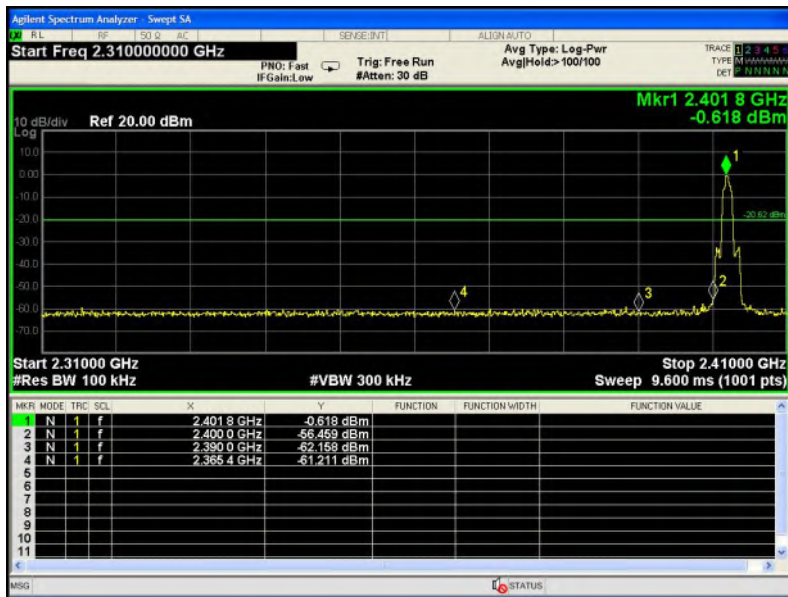 Agilent Spectrum Analyzer - Swept SA
RL RF 50 Ω AC SENSE:INT ALIGN AUTO
Start Freq 2.310000000 GHz
PNO: Fast
IFGain:Low
Trig: Free Run
#Atten: 30 dB
Avg Type: Log-Pwr
Avg|Hold:> 100/100
TRACE 1 2 3 4 5
TYPE M
DET P N N N N
Mkr1 2.401 8 GHz
-0.618 dBm
10 dB/div Ref 20.00 dBm
Log
10.0
1
0.00
-10.0
-20.0
-20.62 dBm
-30.0
-40.0
-50.0
2
4
3
-60.0
-70.0
Start 2.31000 GHz Stop 2.41000 GHz
#Res BW 100 kHz #VBW 300 kHz Sweep 9.600 ms (1001 pts)
MKR MODE TRC SCL X Y FUNCTION FUNCTION WIDTH FUNCTION VALUE
1 N 1 f 2.401 8 GHz -0.618 dBm
2 N 1 f 2.400 0 GHz -56.459 dBm
3 N 1 f 2.390 0 GHz -62.158 dBm
4 N 1 f 2.365 4 GHz -61.211 dBm
5
6
7
8
9
10
11
MSG STATUS